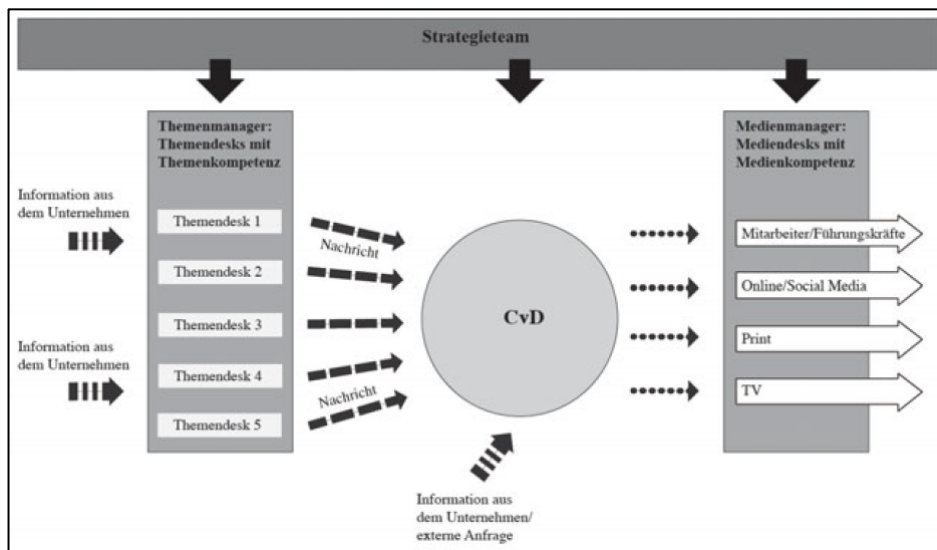 Strategieteam
Themenmanager:
Themendesks mit
Themenkompetenz
Medienmanager:
Mediendesks mit
Medienkompetenz
Information aus
dem Unternehmen
Themendesk 1
Nachricht
Mitarbeiter/Führungskräfte
Themendesk 2
Online/Social Media
CvD
Themendesk 3
Print
Information aus
dem Unternehmen
Themendesk 4
Nachricht
TV
Themendesk 5
Information aus
dem Unternehmen/
externe Anfrage